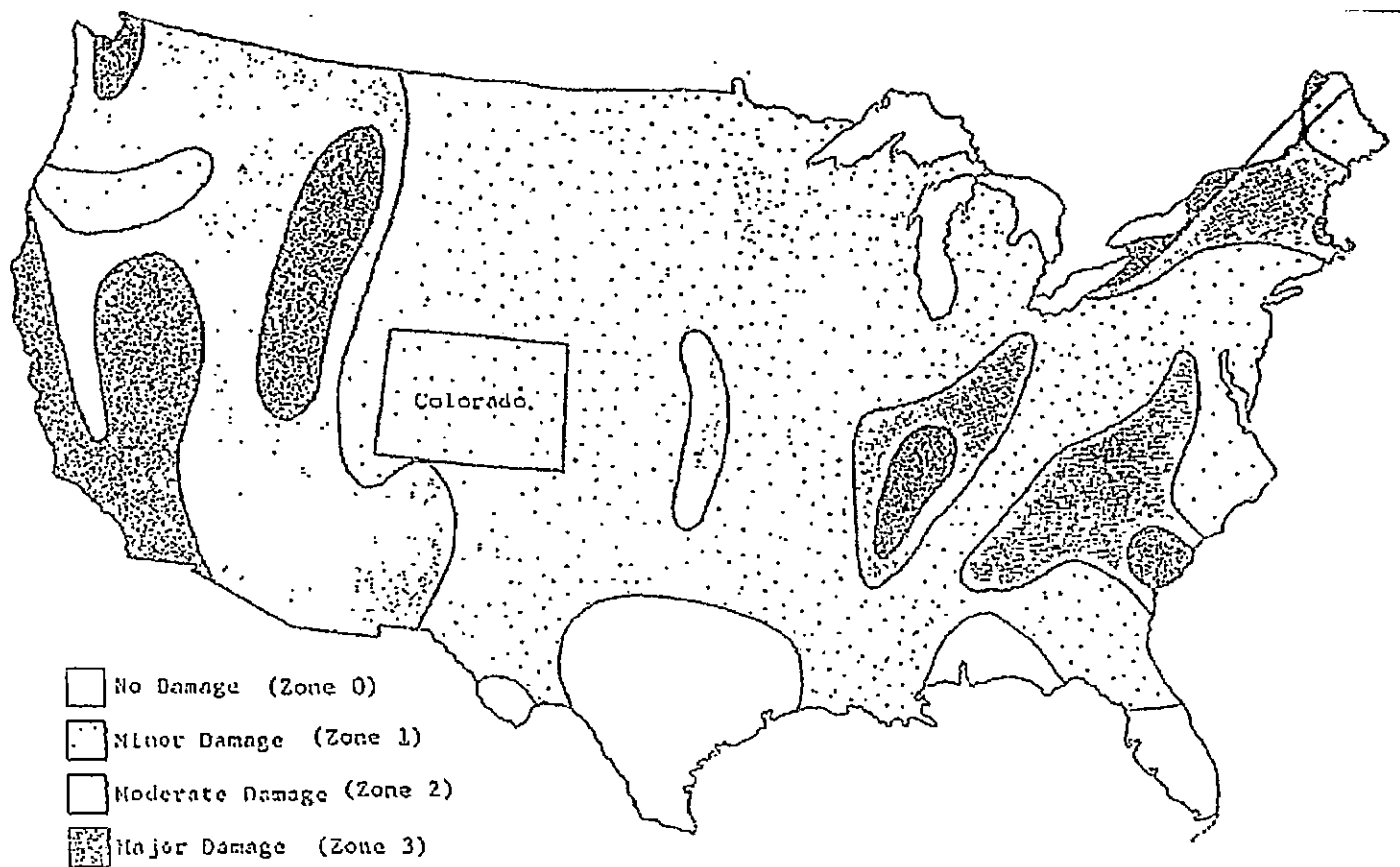 Colorado.
No Damage (Zone 0)
Minor Damage (Zone 1)
Moderate Damage (Zone 2)
Major Damage (Zone 3)